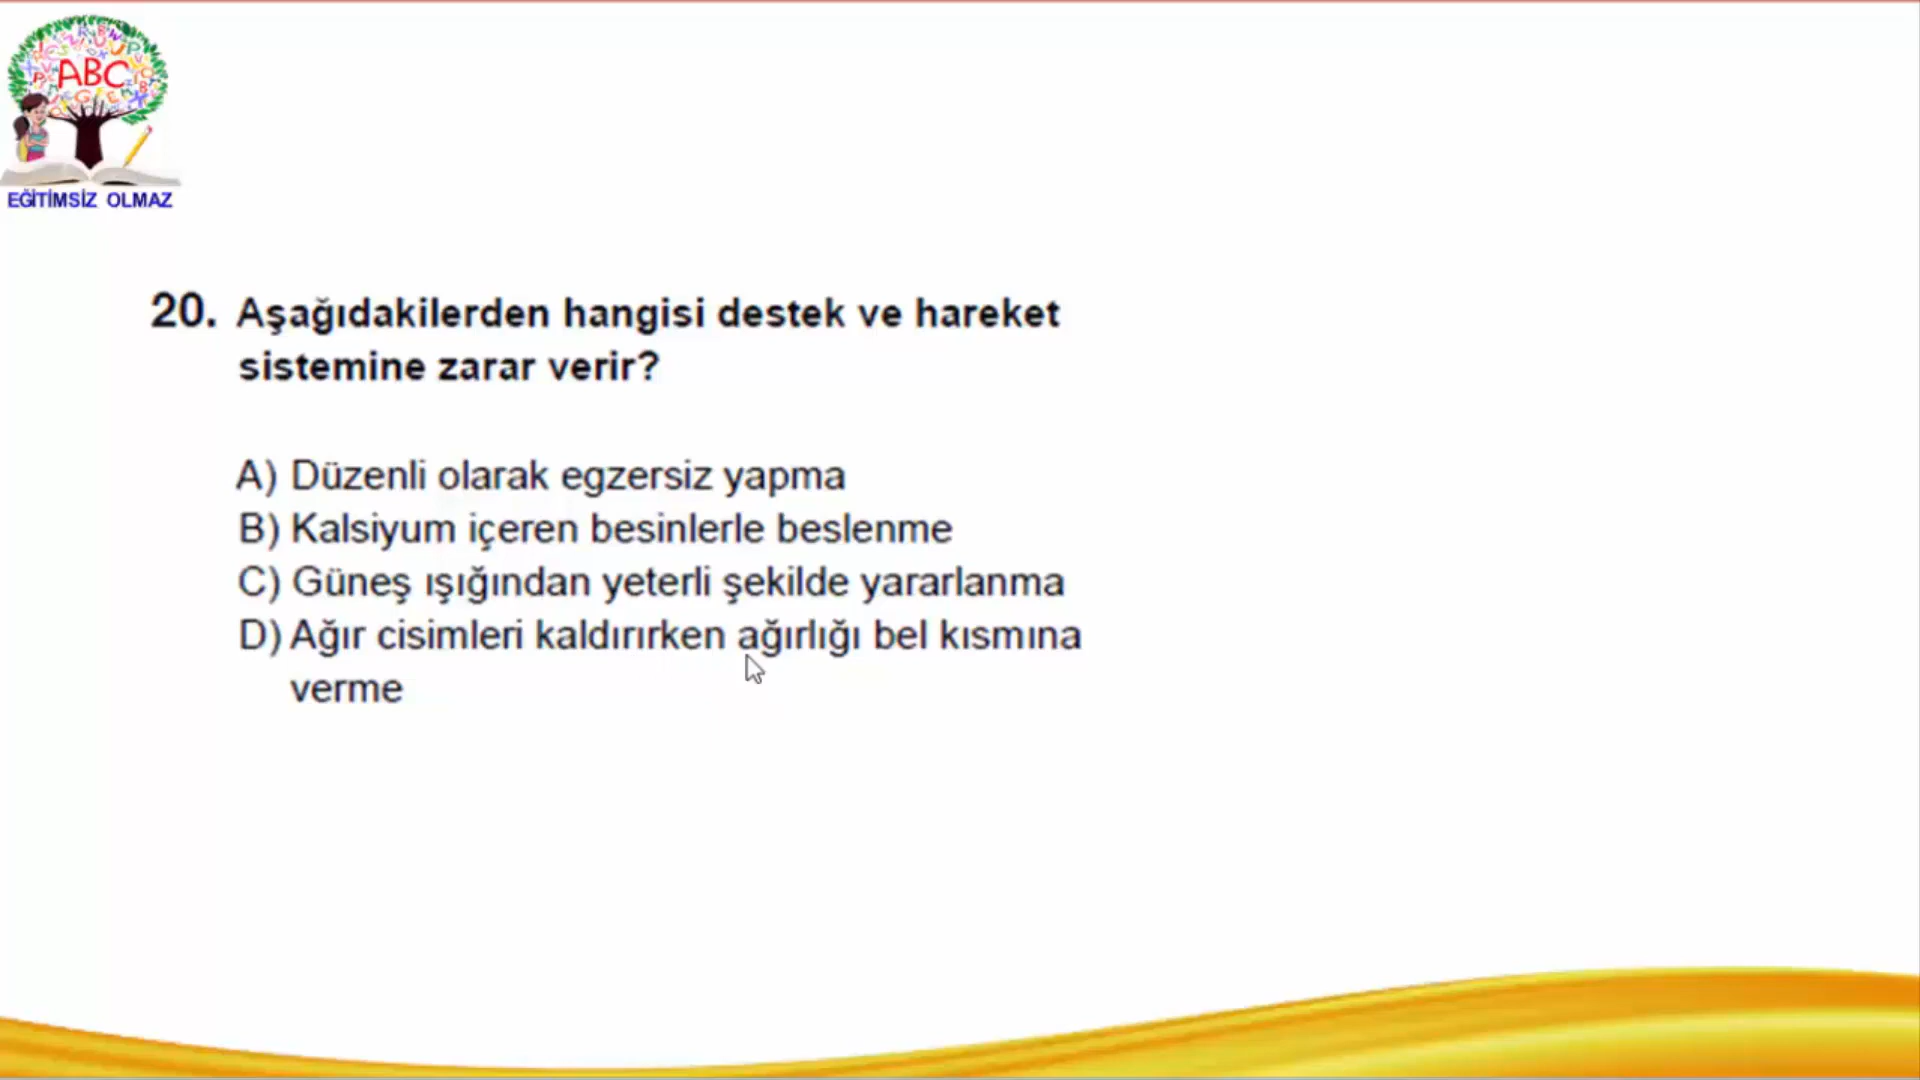 ABC
EĞİTİMSİZ OLMAZ
20. Aşağıdakilerden hangisi destek ve hareket
sistemine zarar verir?
A) Düzenli olarak egzersiz yapma
B) Kalsiyum içeren besinlerle beslenme
C) Güneş ışığından yeterli şekilde yararlanma
D) Ağır cisimleri kaldırırken ağırlığı bel kısmına
verme